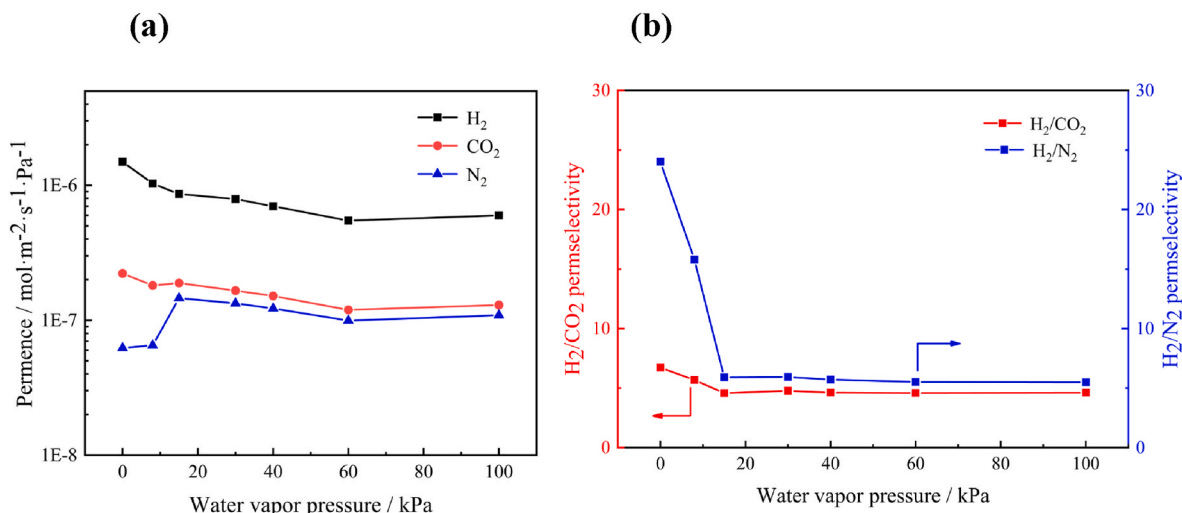 (a)
(b)
H2
CO2
N2
1E-6
1E-7
1E-8
0
20
40
60
80
100
Water vapor pressure / kPa
Permence / mol·m-2·s-1·Pa-1
H2/CO2
H2/N2
30
20
10
0
30
20
10
0
0
20
40
60
80
100
Water vapor pressure / kPa
H2/CO2 permselectivity
H2/N2 permselectivity